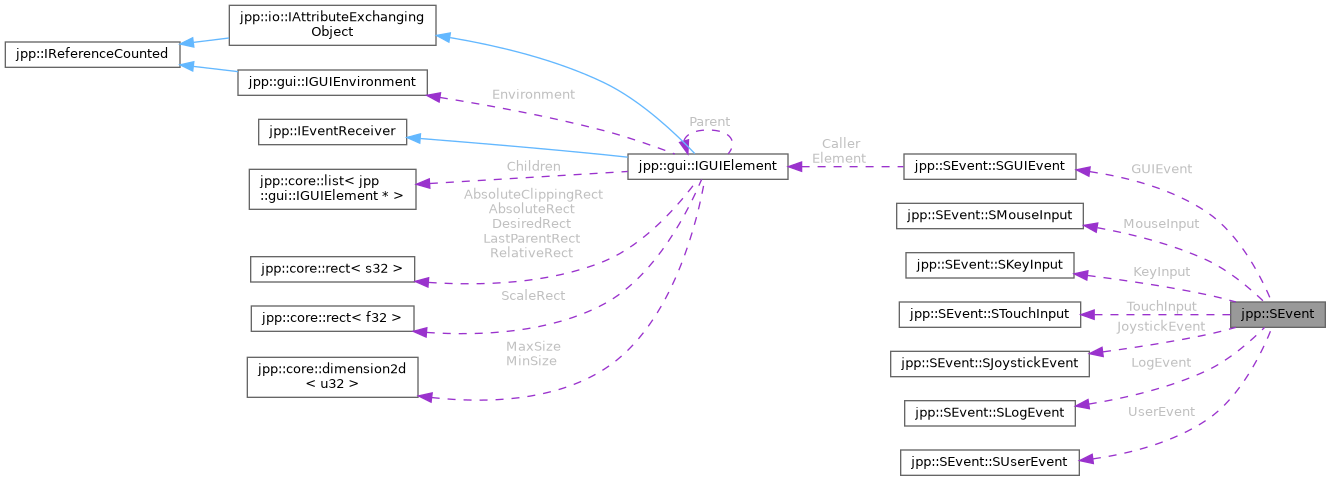 jpp::io::IAttributeExchanging
Object
jpp::IReferenceCounted
jpp::gui::IGUIEnvironment
Environment
jpp::IEventReceiver
Parent
jpp::gui::IGUIElement
Children
jpp::core::list< jpp
::gui::IGUIElement * >
AbsoluteClippingRect
AbsoluteRect
DesiredRect
LastParentRect
RelativeRect
jpp::core::rect< s32 >
ScaleRect
jpp::core::rect< f32 >
MaxSize
MinSize
jpp::core::dimension2d
< u32 >
Caller
Element
jpp::SEvent::SGUIEvent
GUIEvent
jpp::SEvent::SMouseInput
MouseInput
jpp::SEvent::SKeyInput
KeyInput
jpp::SEvent::STouchInput
TouchInput
jpp::SEvent
JoystickEvent
jpp::SEvent::SJoystickEvent
LogEvent
jpp::SEvent::SLogEvent
UserEvent
jpp::SEvent::SUserEvent